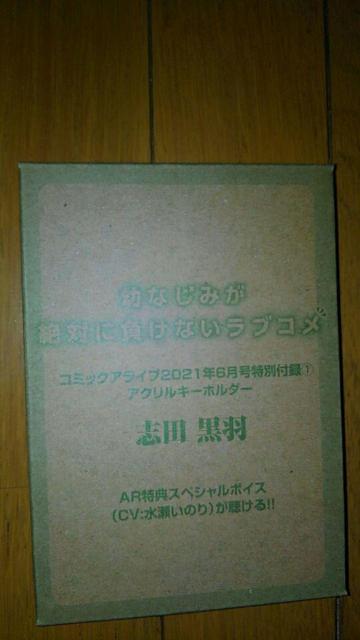 幼なじみが
絶対に負けないラブコメ
コミックアライブ2021年6月号特別付録①
アクリルキーホルダー
志田 黒羽
AR特典スペシャルボイス
(CV:水瀬いのり)が聴ける!!